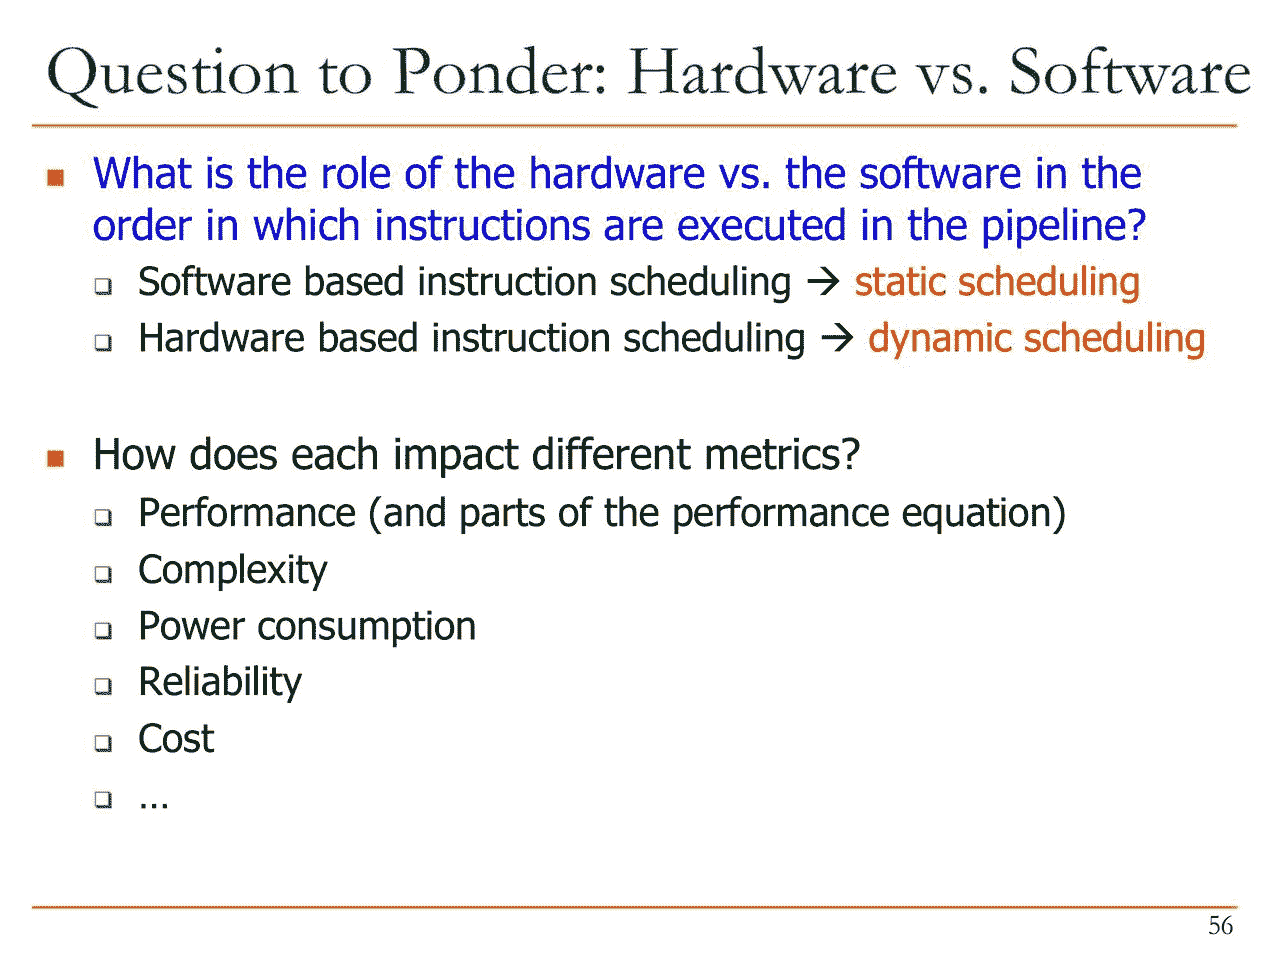 Question to Ponder: Hardware vs. Software
What is the role of the hardware vs. the software in the
order in which instructions are executed in the pipeline?
Software based instruction scheduling → static scheduling
Hardware based instruction scheduling → dynamic scheduling
How does each impact different metrics?
Performance (and parts of the performance equation)
Complexity
Power consumption
Reliability
Cost
...
56